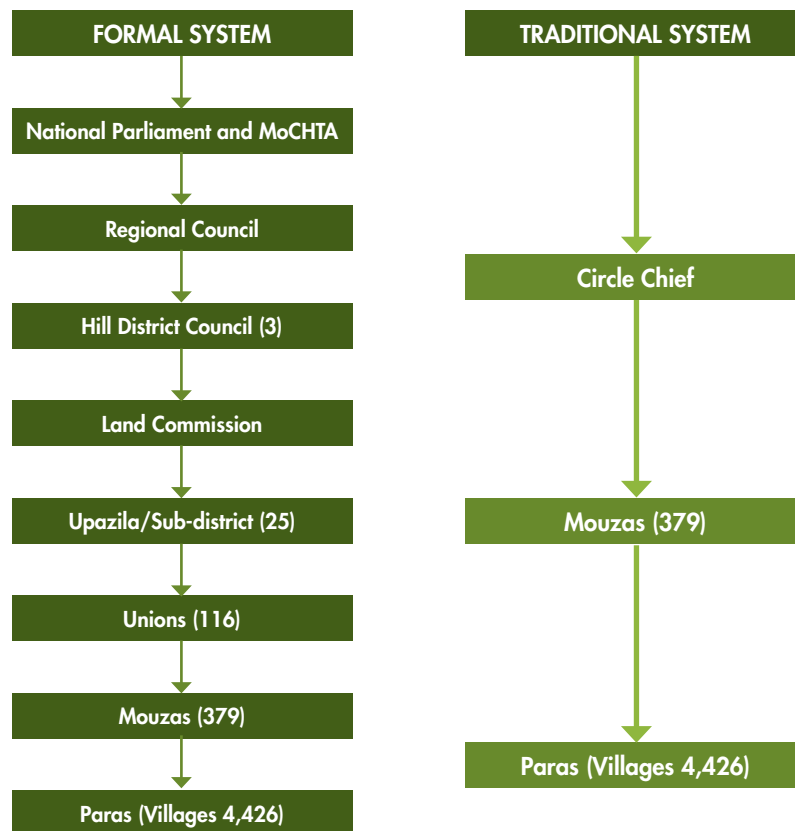 FORMAL SYSTEM
National Parliament and MoCHTA
Regional Council
Hill District Council (3)
Land Commission
Upazila/Sub-district (25)
Unions (116)
Mouzas (379)
Paras (Villages 4,426)
TRADITIONAL SYSTEM
Circle Chief
Mouzas (379)
Paras (Villages 4,426)